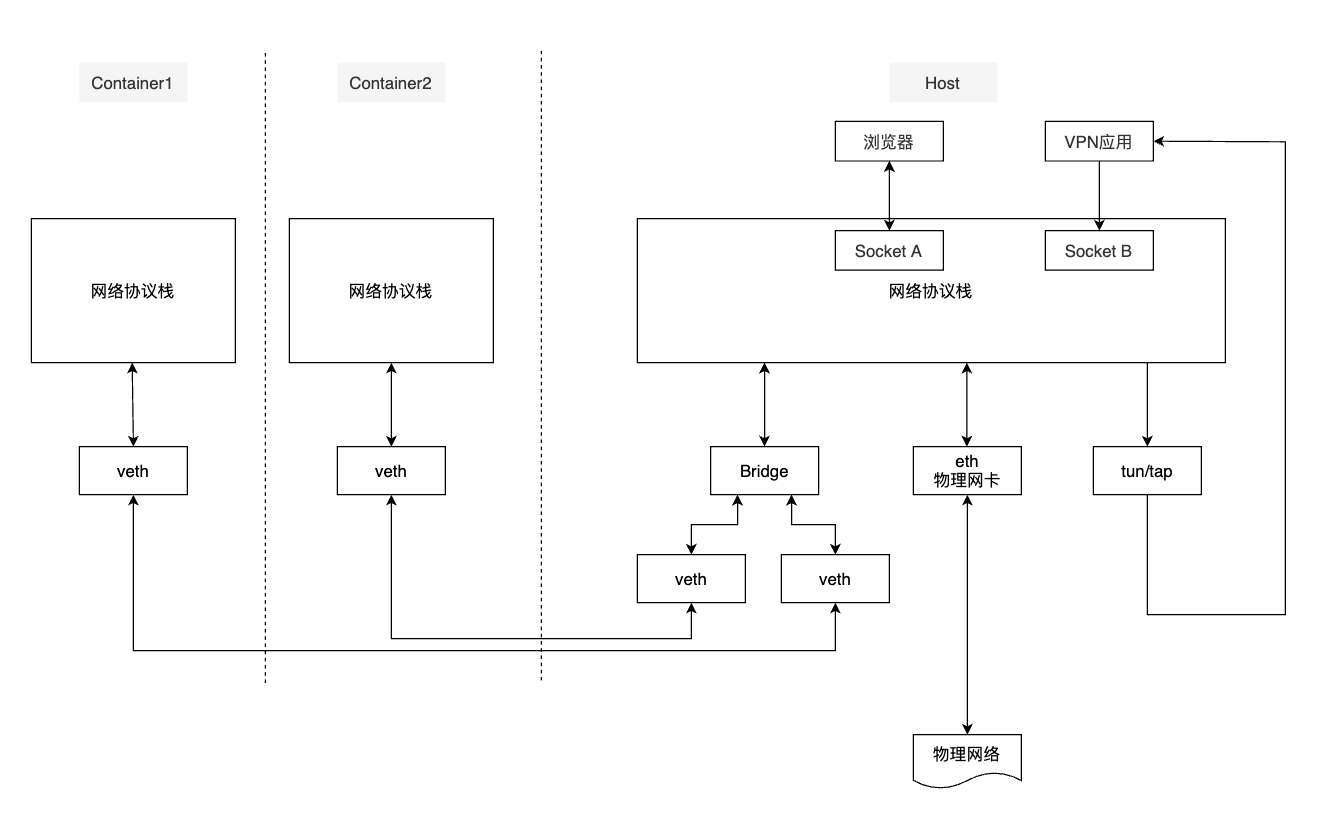 Container1
Container2
Host
浏览器
VPN应用
Socket A
Socket B
网络协议栈
网络协议栈
网络协议栈
veth
veth
Bridge
eth
物理网卡
tun/tap
veth
veth
物理网络